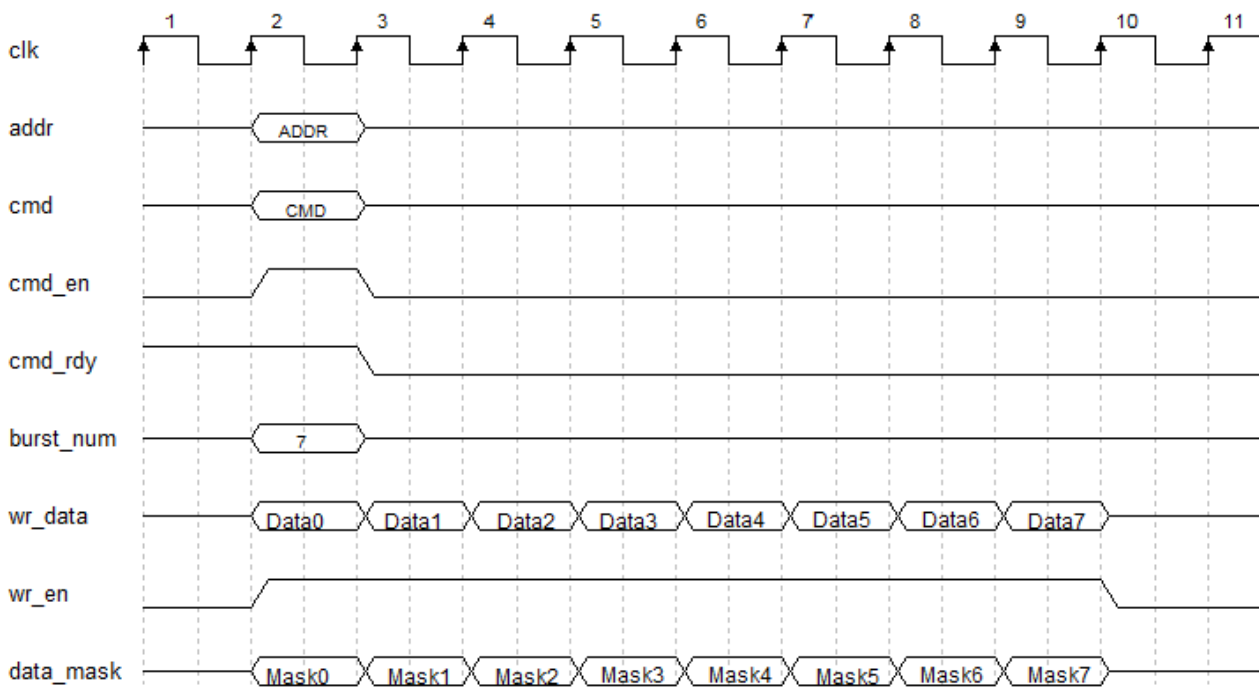 1 2 3 4 5 6 7 8 9 10 11
clk
addr ADDR
cmd CMD
cmd_en
cmd_rdy
burst_num 7
wr_data Data0 Data1 Data2 Data3 Data4 Data5 Data6 Data7
wr_en
data_mask Mask0 Mask1 Mask2 Mask3 Mask4 Mask5 Mask6 Mask7